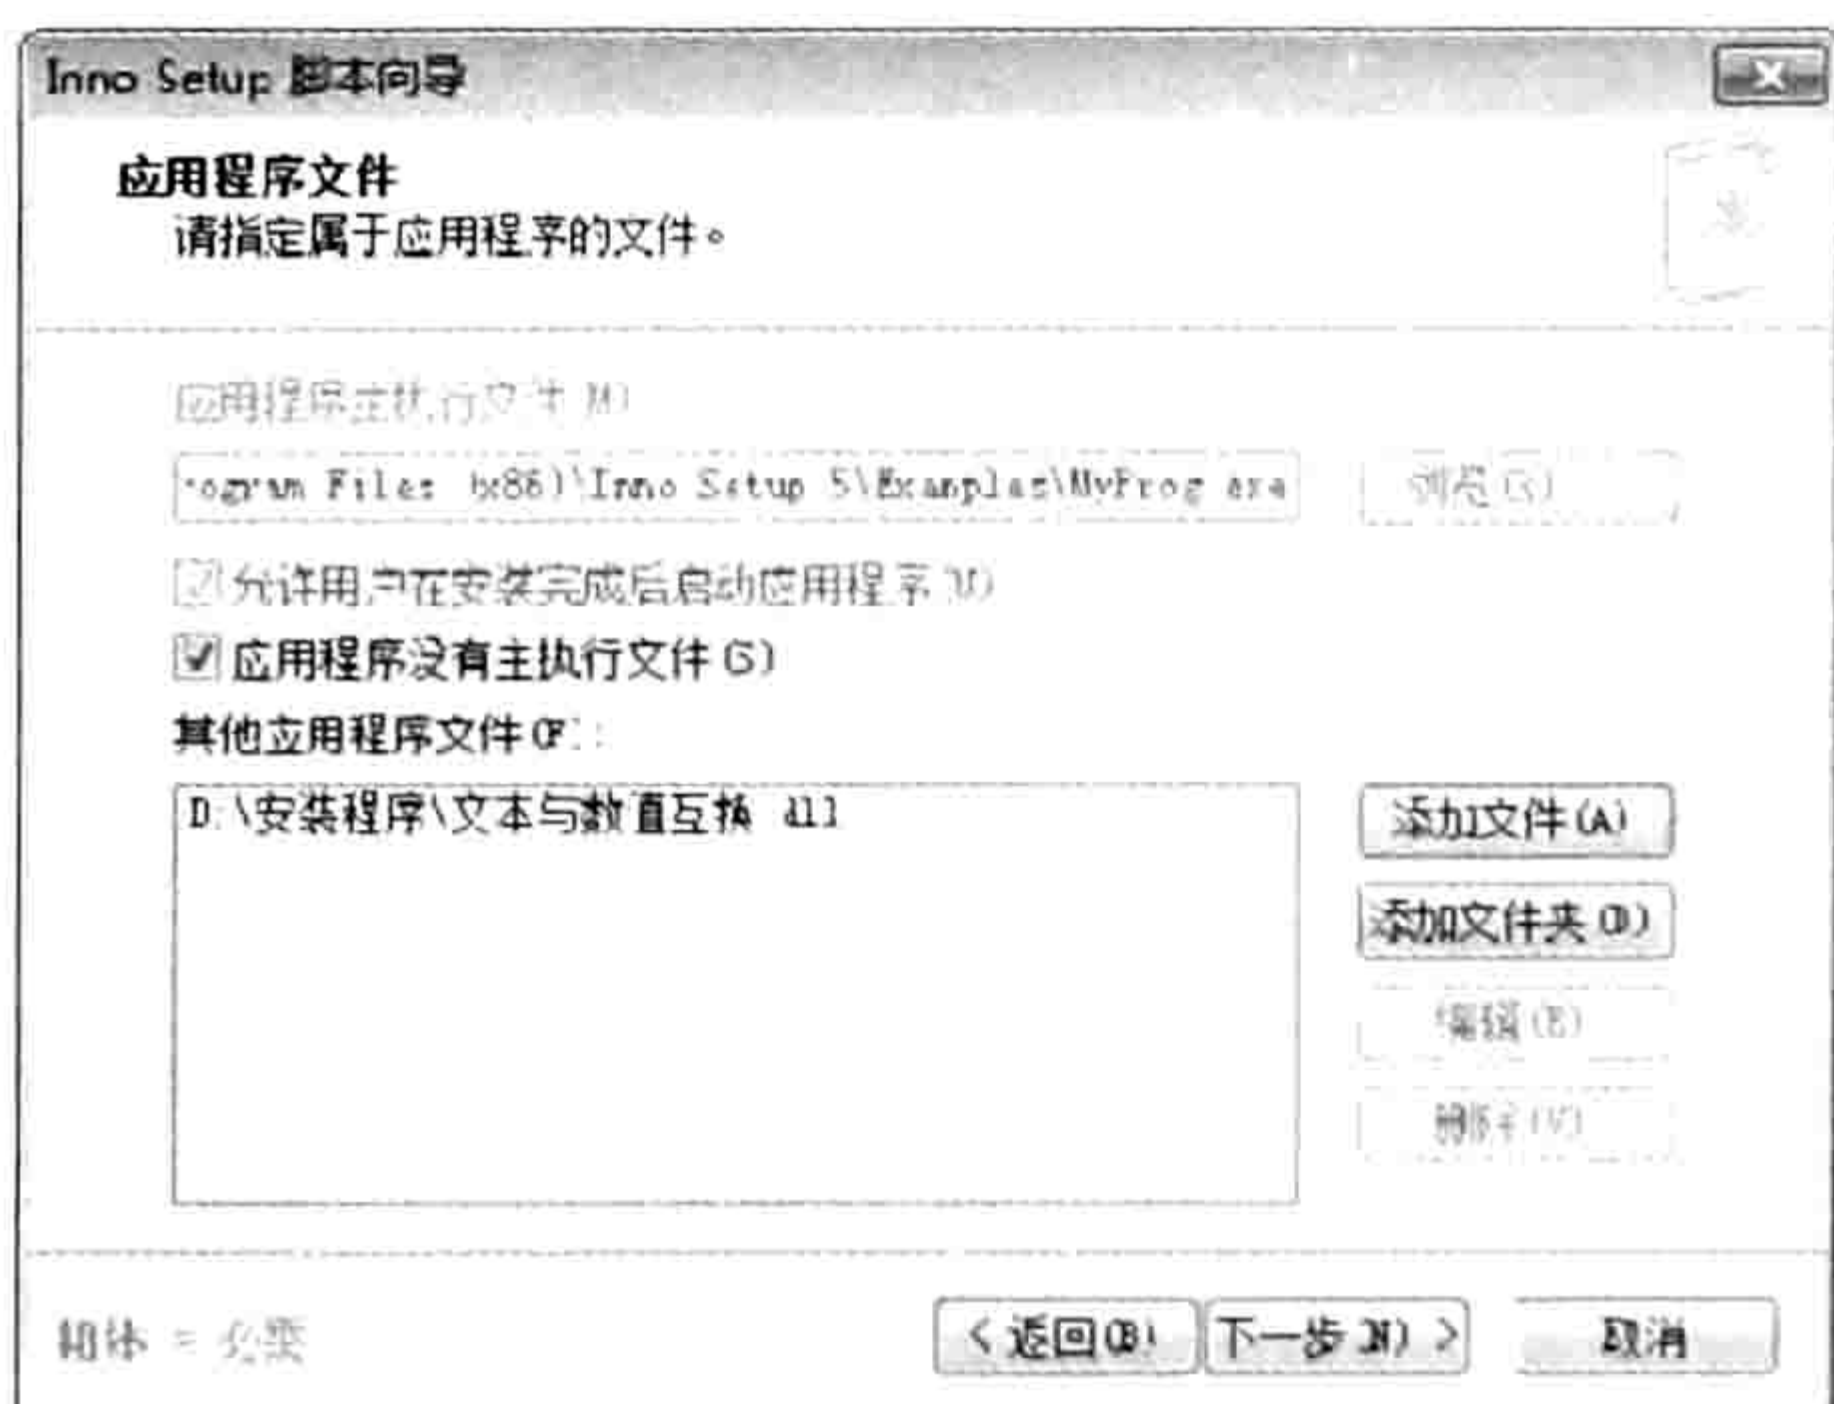 Inno Setup 脚本向导
应用程序文件
请指定属于应用程序的文件。
应用程序主执行文件(M)
rogram Files (x86)\Inno Setup 5\Examples\MyProg.exe 浏览(R)
允许用户在安装完成后启动应用程序(U)
应用程序没有主执行文件(S)
其他应用程序文件(F):
D:\安装程序\文本与数值互换.dll
添加文件(A)
添加文件夹(D)
编辑(E)
删除(V)
粗体 = 必要
<返回(B) 下一步(N) > 取消